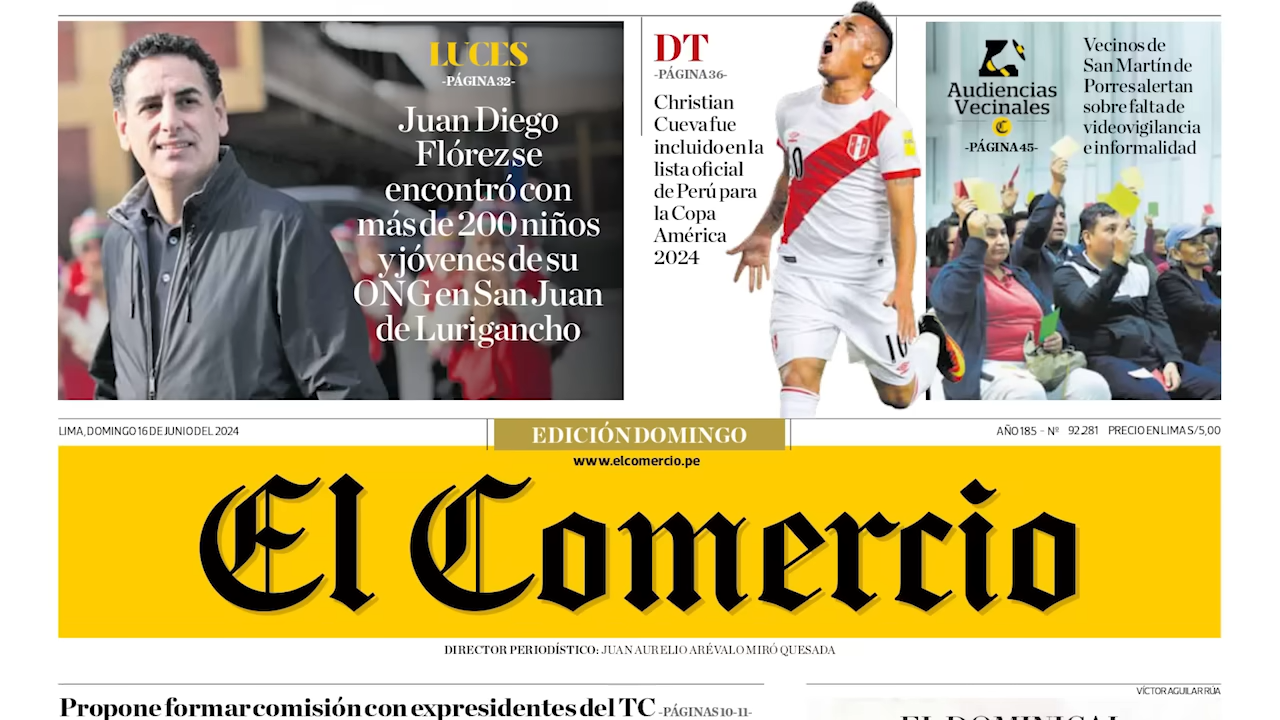 LUCES
-PÁGINA 32-
Juan Diego
Flórez se
encontró con
más de 200 niños
y jóvenes de su
ONG en San Juan
de Lurigancho
DT
-PÁGINA 36-
Christian
Cueva fue
incluido en la
lista oficial
de Perú para
la Copa
América
2024
10
Audiencias
Vecinales
-PÁGINA 45-
Vecinos de
San Martín de
Porres alertan
sobre falta de
videovigilancia
e informalidad
LIMA, DOMINGO 16 DE JUNIO DEL 2024
EDICIÓN DOMINGO
AÑO 185 - Nº 92.281 PRECIO EN LIMA S/5,00
www.elcomercio.pe
El Comercio
DIRECTOR PERIODÍSTICO: JUAN AURELIO ARÉVALO MIRÓ QUESADA
Propone formar comisión con expresidentes del TC -PÁGINAS 10-11-
VÍCTOR AGUILAR RÚA
EL DOMINICAL